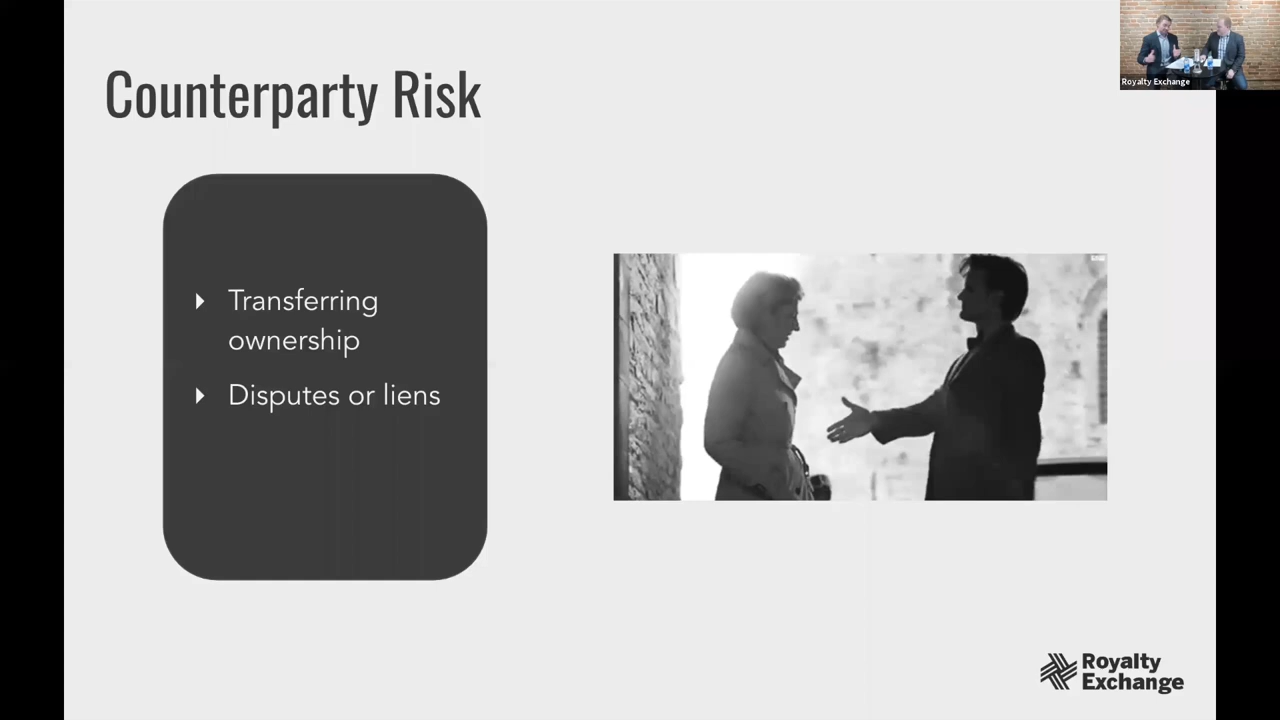 Counterparty Risk
Royalty Exchange
Transferring
ownership
Disputes or liens
Royalty
Exchange